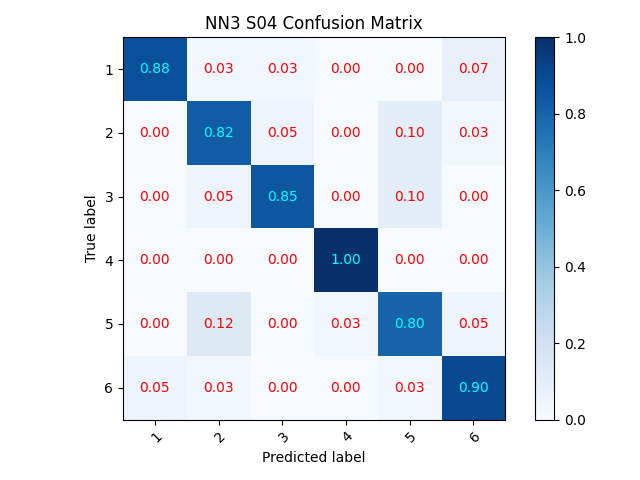 NN3 S04 Confusion Matrix
1 0.88 0.03 0.03 0.00 0.00 0.07
2 0.00 0.82 0.05 0.00 0.10 0.03
3 0.00 0.05 0.85 0.00 0.10 0.00
4 0.00 0.00 0.00 1.00 0.00 0.00
5 0.00 0.12 0.00 0.03 0.80 0.05
6 0.05 0.03 0.00 0.00 0.03 0.90
1 2 3 4 5 6
True label
Predicted label
1.0
0.8
0.6
0.4
0.2
0.0